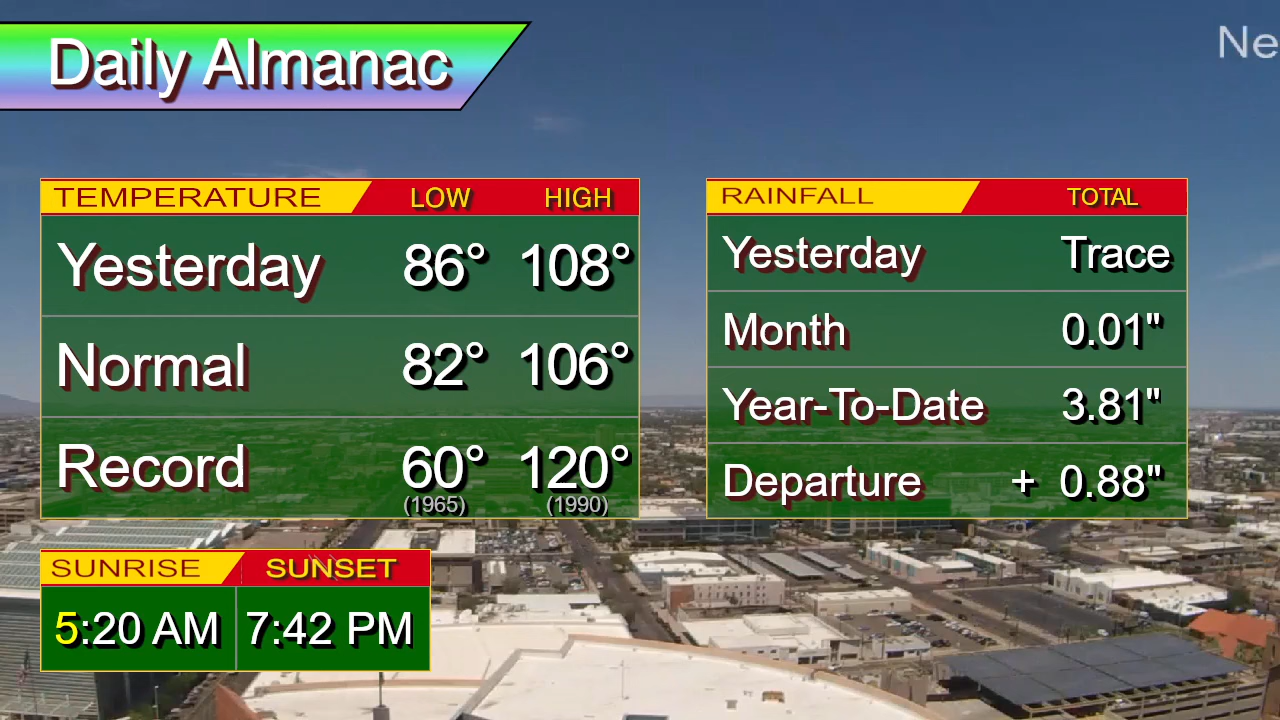 Daily Almanac
Ne
TEMPERATURE LOW HIGH
Yesterday 86° 108°
Normal 82° 106°
Record 60° 120°
(1965) (1990)
RAINFALL TOTAL
Yesterday Trace
Month 0.01"
Year-To-Date 3.81"
Departure + 0.88"
SUNRISE SUNSET
5:20 AM 7:42 PM